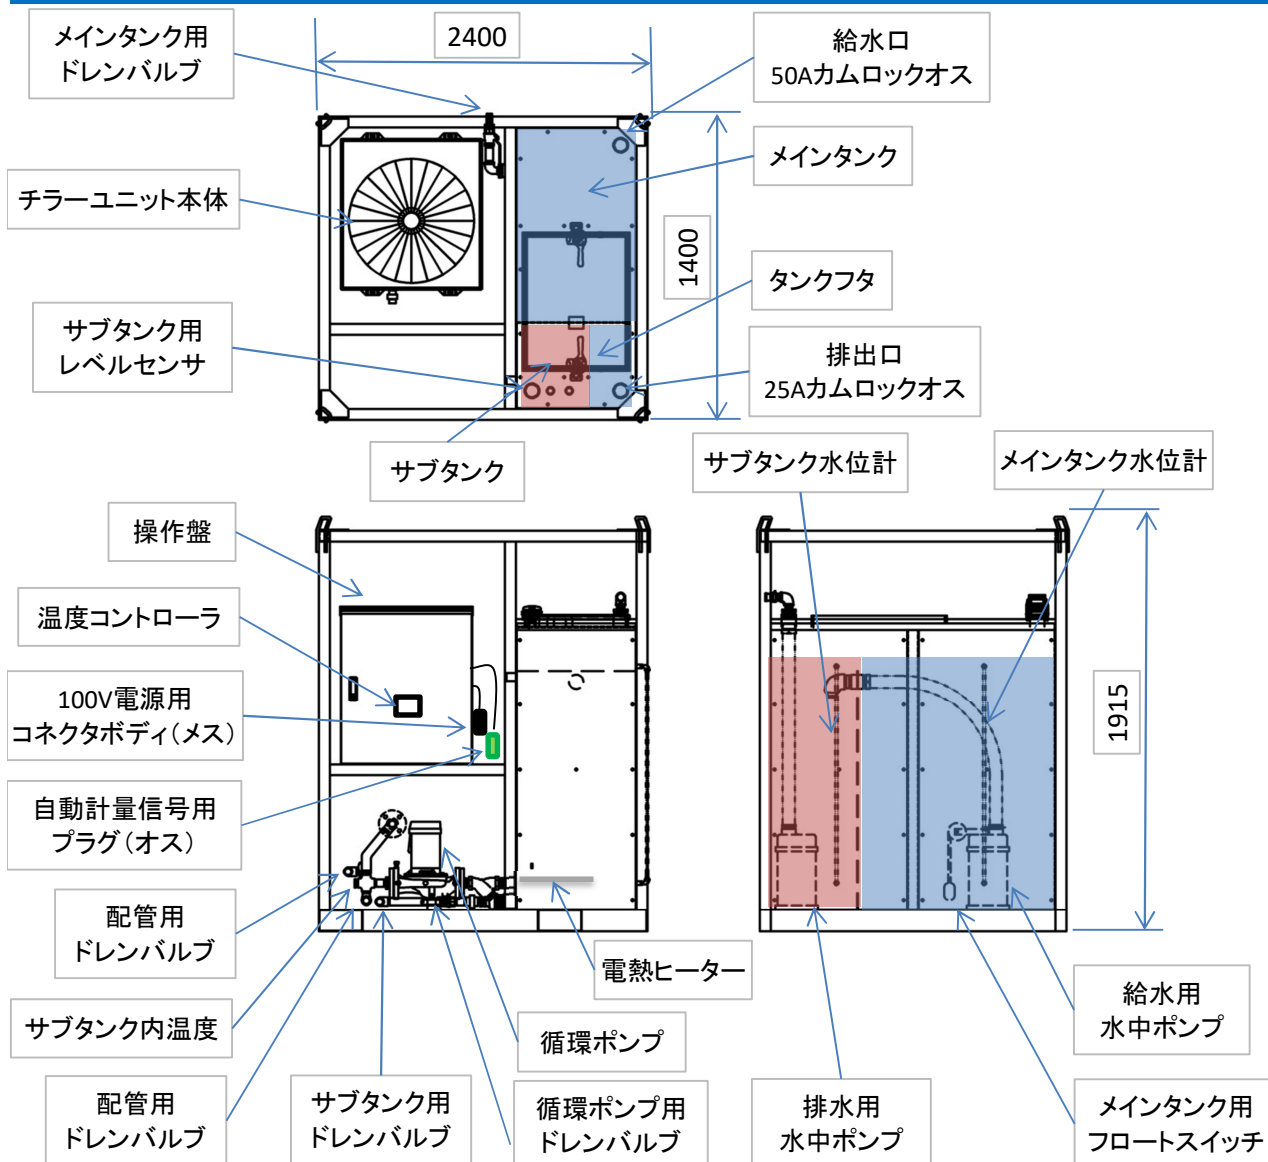 メインタンク用
ドレンバルブ
2400
給水口
50Aカムロックオス
メインタンク
チラーユニット本体
1400
タンクフタ
サブタンク用
レベルセンサ
排出口
25Aカムロックオス
サブタンク
サブタンク水位計
メインタンク水位計
操作盤
温度コントローラ
100V電源用
コネクタボディ(メス)
1915
自動計量信号用
プラグ(オス)
配管用
ドレンバルブ
電熱ヒーター
給水用
水中ポンプ
サブタンク内温度
循環ポンプ
配管用
ドレンバルブ
サブタンク用
ドレンバルブ
循環ポンプ用
ドレンバルブ
排水用
水中ポンプ
メインタンク用
フロートスイッチ